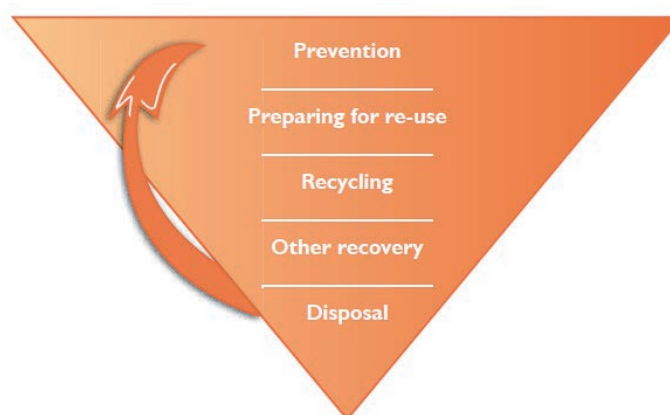 Prevention
Preparing for re-use
Recycling
Other recovery
Disposal